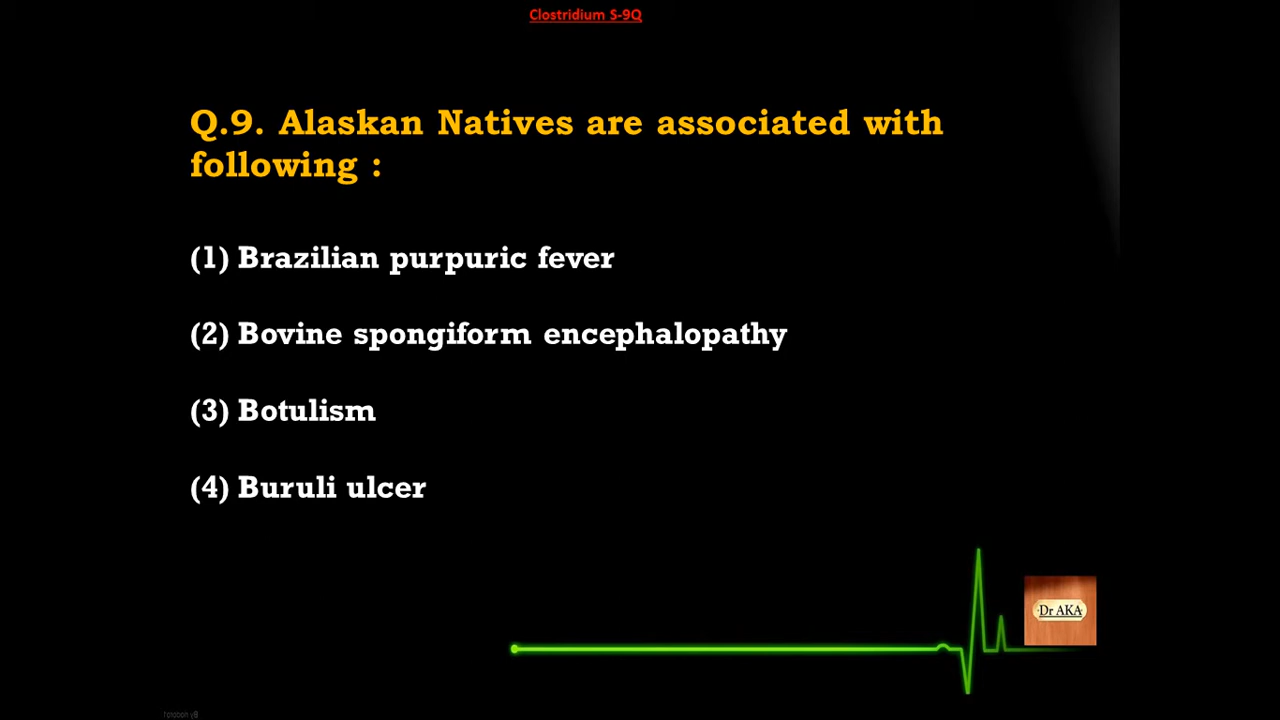 Clostridium S-9Q
Q.9. Alaskan Natives are associated with
following :
(1) Brazilian purpuric fever
(2) Bovine spongiform encephalopathy
(3) Botulism
(4) Buruli ulcer
Dr AKA